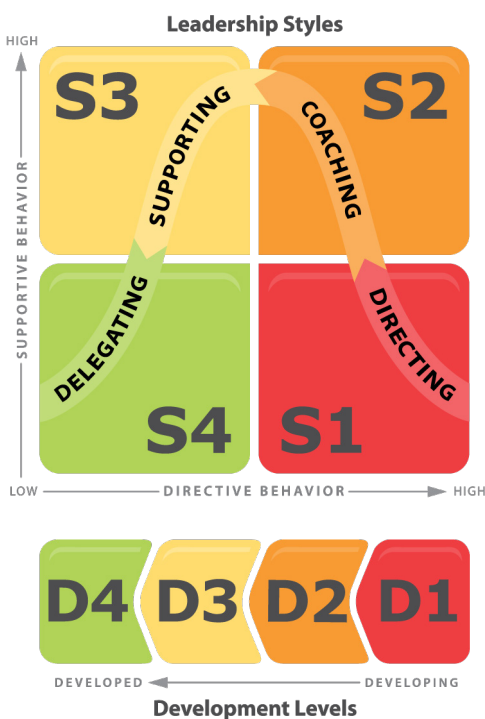 Leadership Styles
HIGH
SUPPORTIVE BEHAVIOR
S3
S2
SUPPORTING
COACHING
DELEGATING
DIRECTING
S4
S1
LOW
DIRECTIVE BEHAVIOR
HIGH
D4
D3
D2
D1
DEVELOPED
DEVELOPING
Development Levels